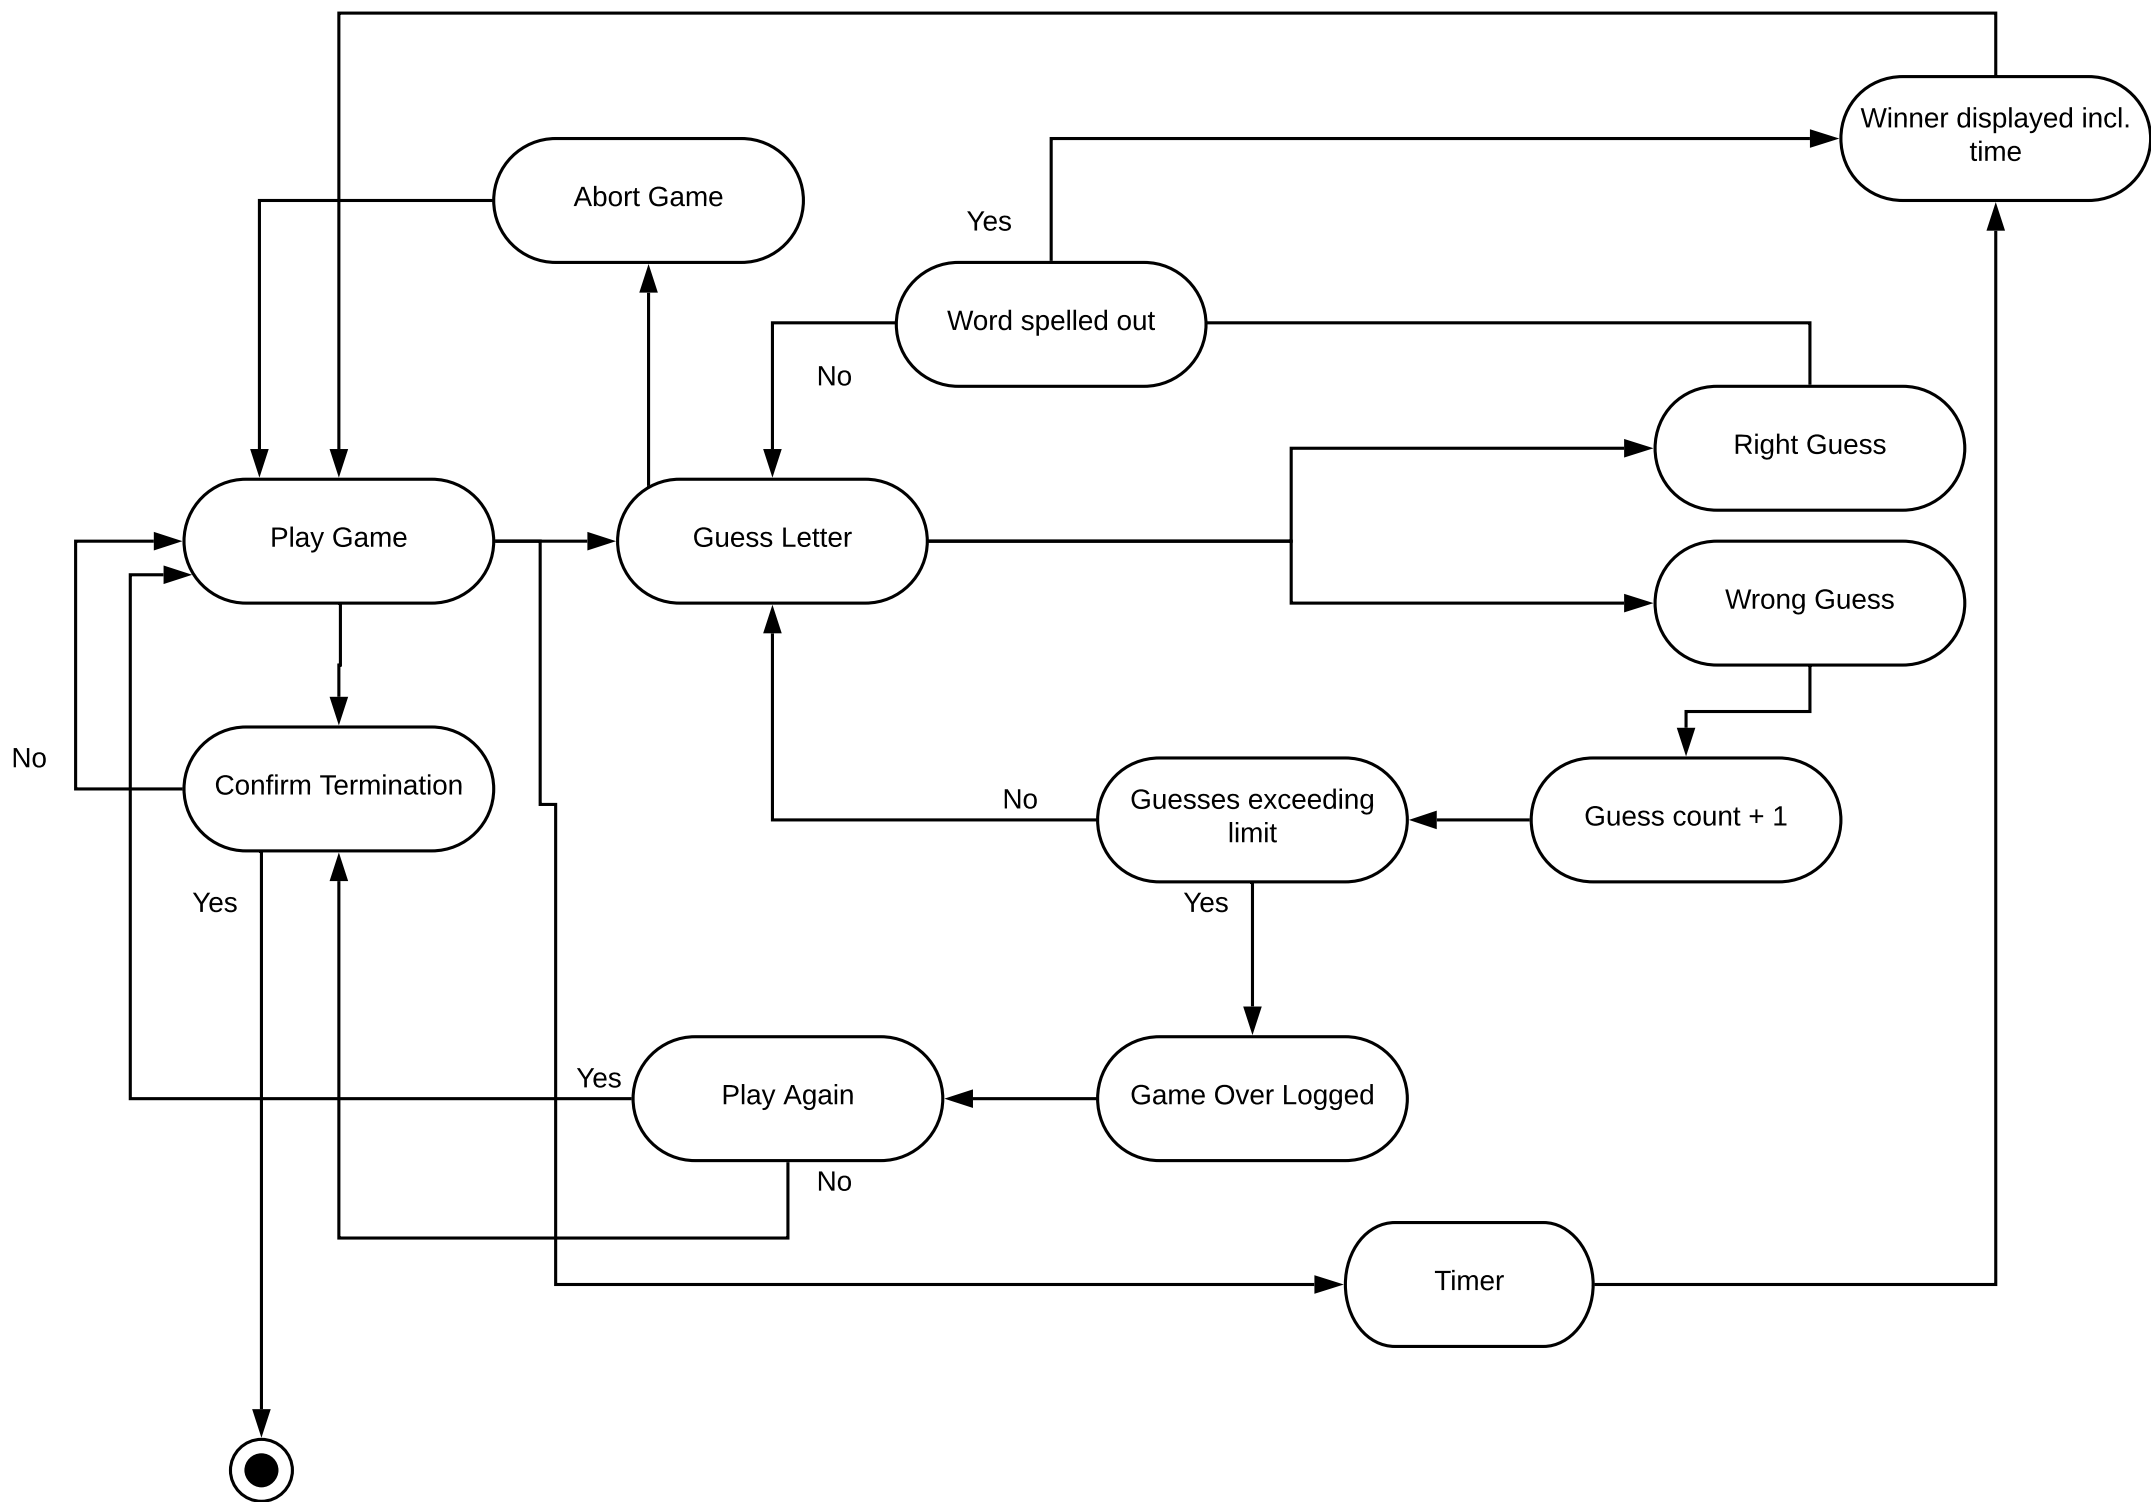 Winner displayed incl.
time
Abort Game
Yes
Word spelled out
No
Right Guess
Play Game
Guess Letter
Wrong Guess
No
Confirm Termination
No
Guesses exceeding
limit
Guess count + 1
Yes
Yes
Yes
Play Again
Game Over Logged
No
Timer